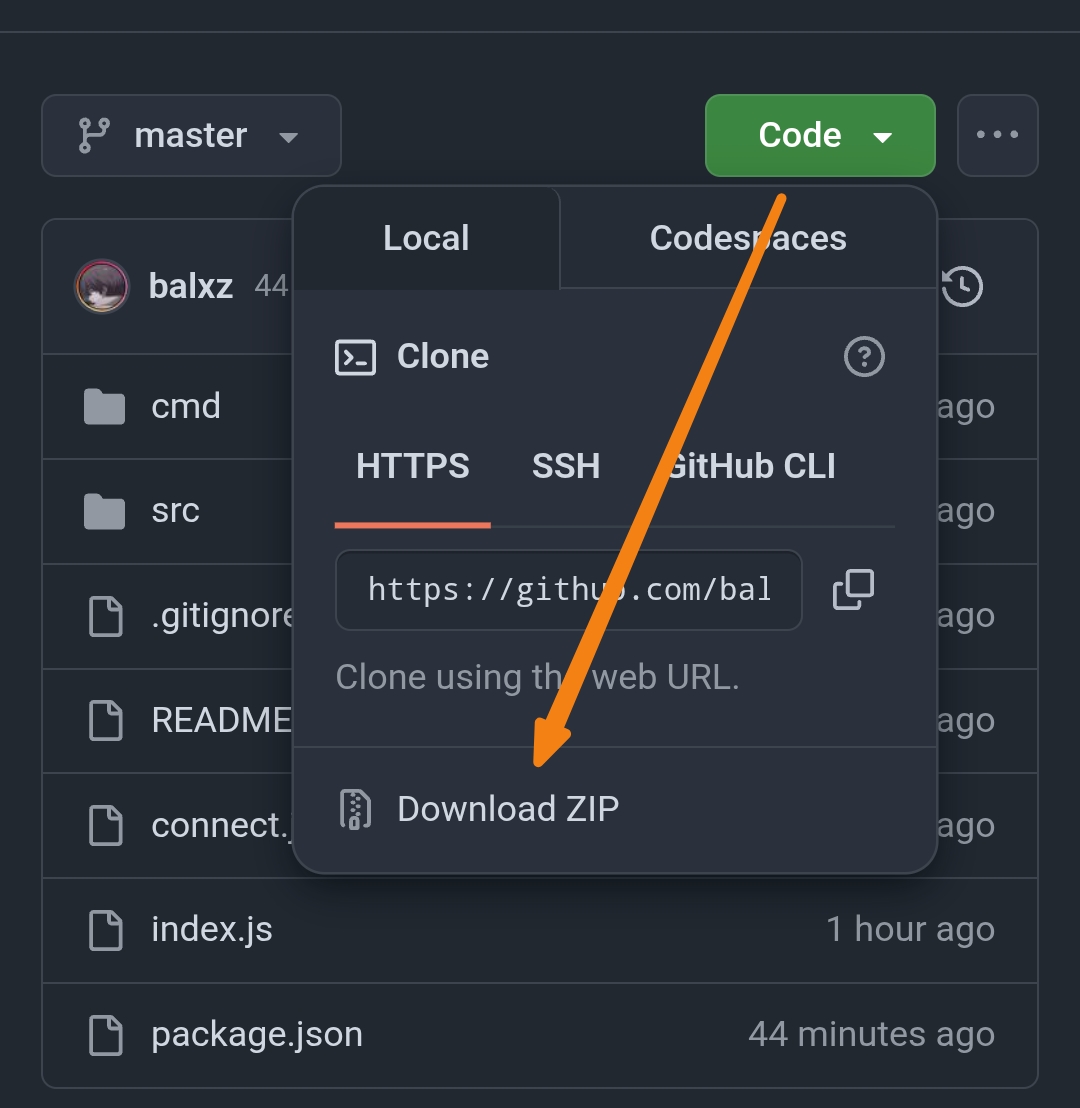 master
Code
Local
Codespaces
balxz 44
Clone
cmd
ago
HTTPS
SSH
GitHub CLI
src
ago
https://github.com/bal
.gitignore
ago
Clone using the web URL.
README
ago
Download ZIP
connect.j
ago
index.js
1 hour ago
package.json
44 minutes ago